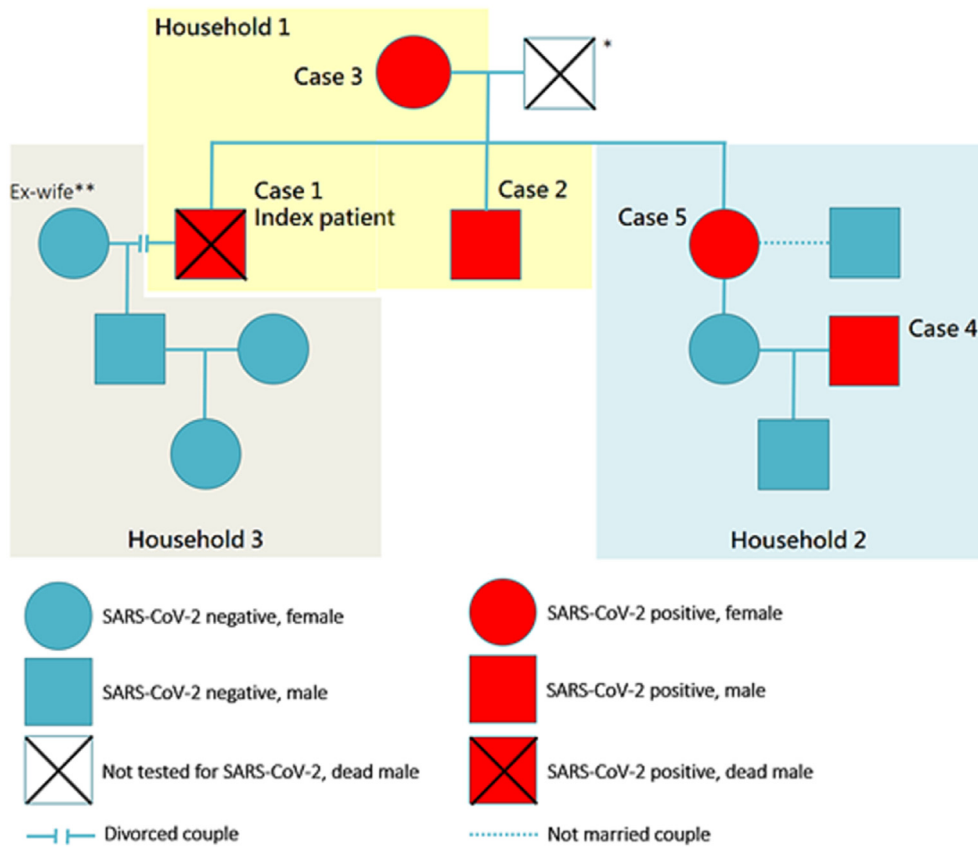 Household 1
Case 3
*
Ex-wife**
Case 1
Index patient
Case 2
Case 5
Case 4
Household 3
Household 2
SARS-CoV-2 negative, female
SARS-CoV-2 positive, female
SARS-CoV-2 negative, male
SARS-CoV-2 positive, male
Not tested for SARS-CoV-2, dead male
SARS-CoV-2 positive, dead male
Divorced couple
Not married couple